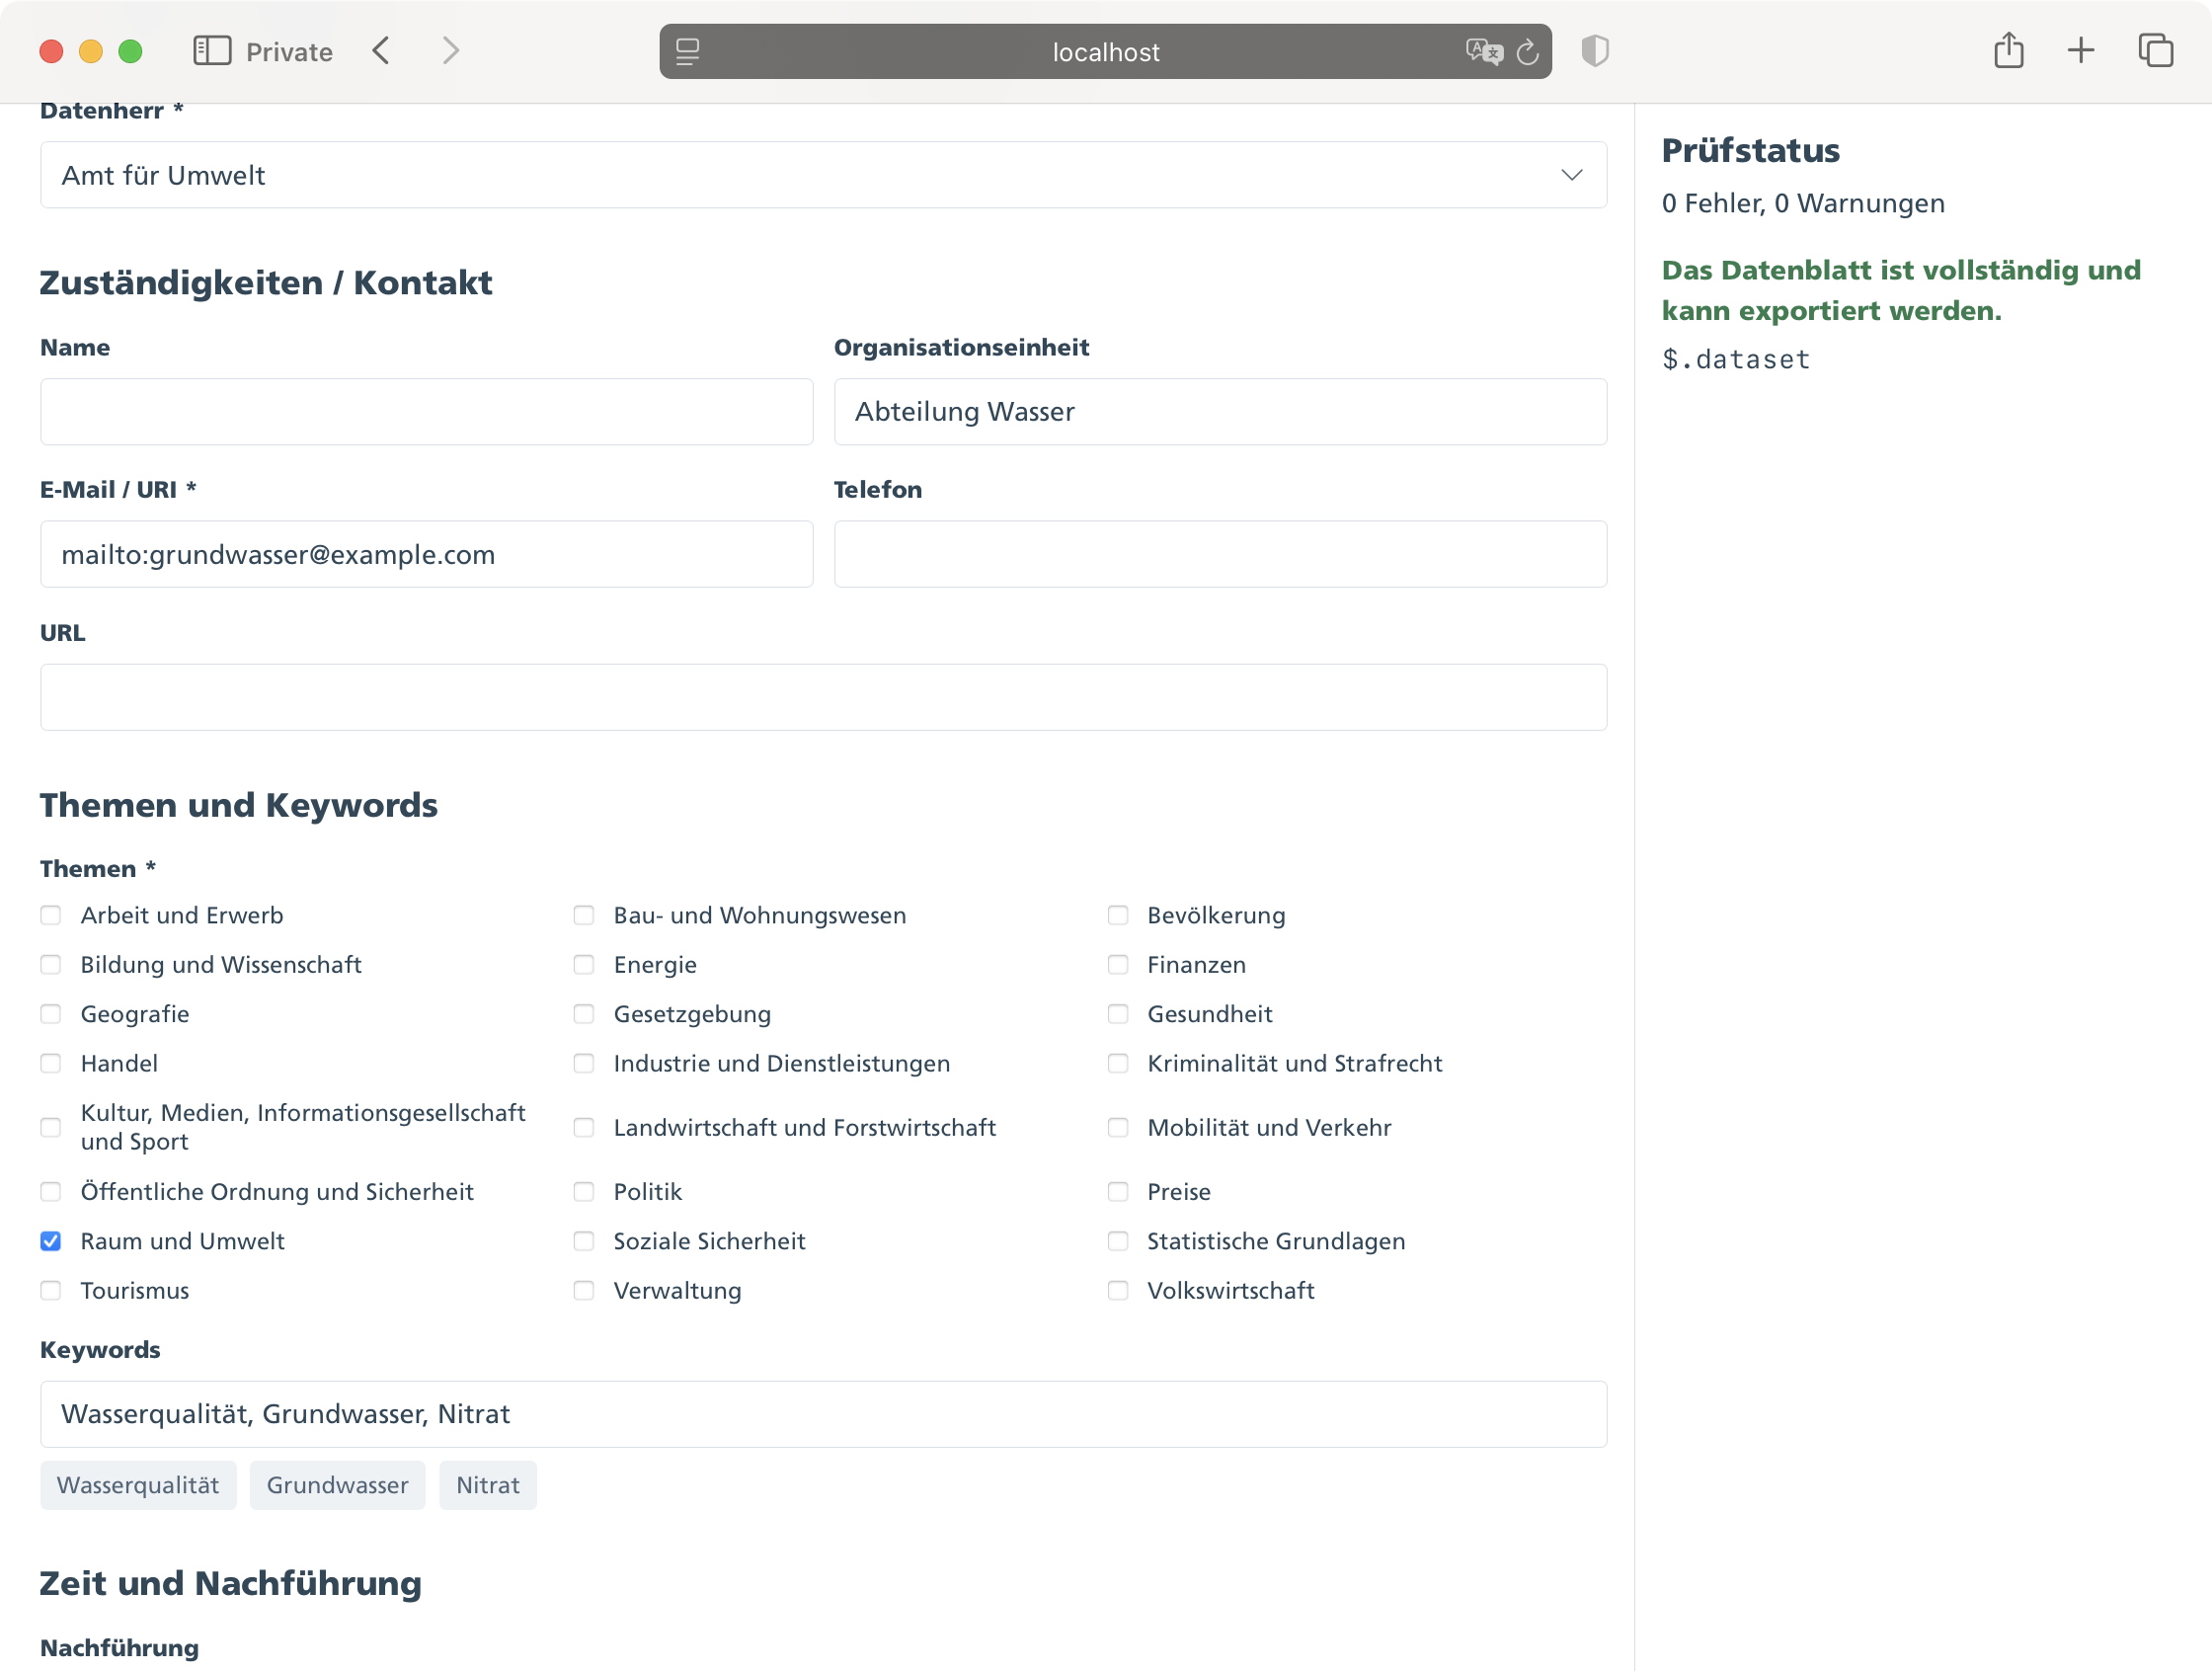 Private
localhost
Datenherr *
Amt für Umwelt
Zuständigkeiten / Kontakt
Name
Organisationseinheit
Abteilung Wasser
E-Mail / URI *
Telefon
mailto:grundwasser@example.com
URL
Themen und Keywords
Themen *
Arbeit und Erwerb
Bau- und Wohnungswesen
Bevölkerung
Bildung und Wissenschaft
Energie
Finanzen
Geografie
Gesetzgebung
Gesundheit
Handel
Industrie und Dienstleistungen
Kriminalität und Strafrecht
Kultur, Medien, Informationsgesellschaft
und Sport
Landwirtschaft und Forstwirtschaft
Mobilität und Verkehr
Öffentliche Ordnung und Sicherheit
Politik
Preise
Raum und Umwelt
Soziale Sicherheit
Statistische Grundlagen
Tourismus
Verwaltung
Volkswirtschaft
Keywords
Wasserqualität, Grundwasser, Nitrat
Wasserqualität
Grundwasser
Nitrat
Zeit und Nachführung
Nachführung
Prüfstatus
0 Fehler, 0 Warnungen
Das Datenblatt ist vollständig und
kann exportiert werden.
$.dataset